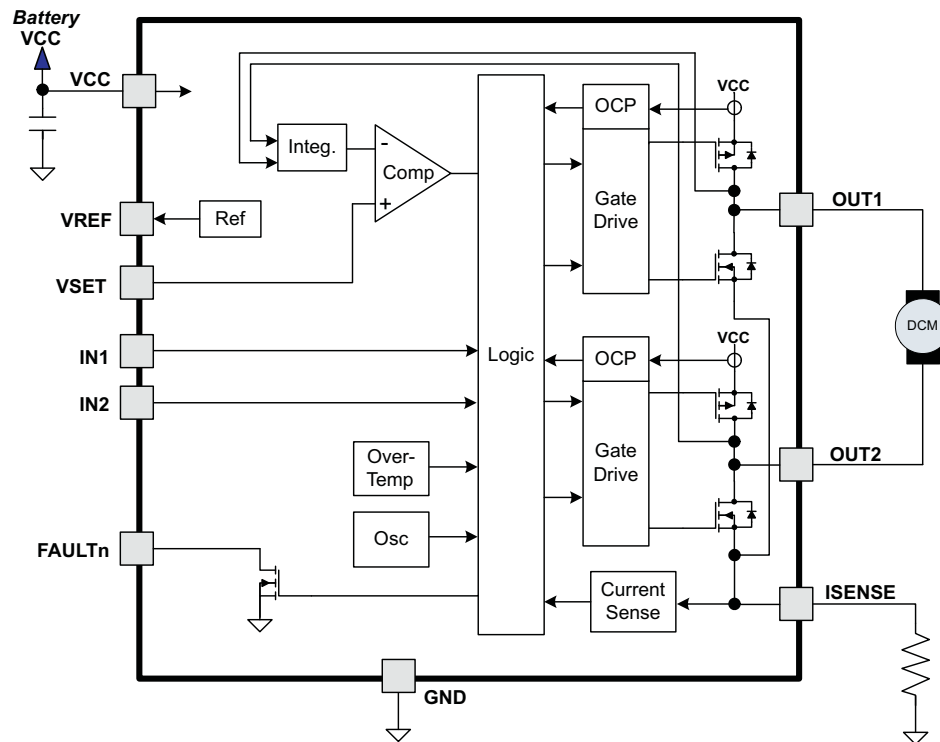 Battery
VCC
VCC
VCC
OCP
Integ.
-
Comp
+
Gate
Drive
VREF
Ref
OUT1
VSET
DCM
IN1
Logic
VCC
OCP
IN2
Over-
Temp
Gate
Drive
OUT2
Osc
FAULTn
Current
Sense
ISENSE
GND